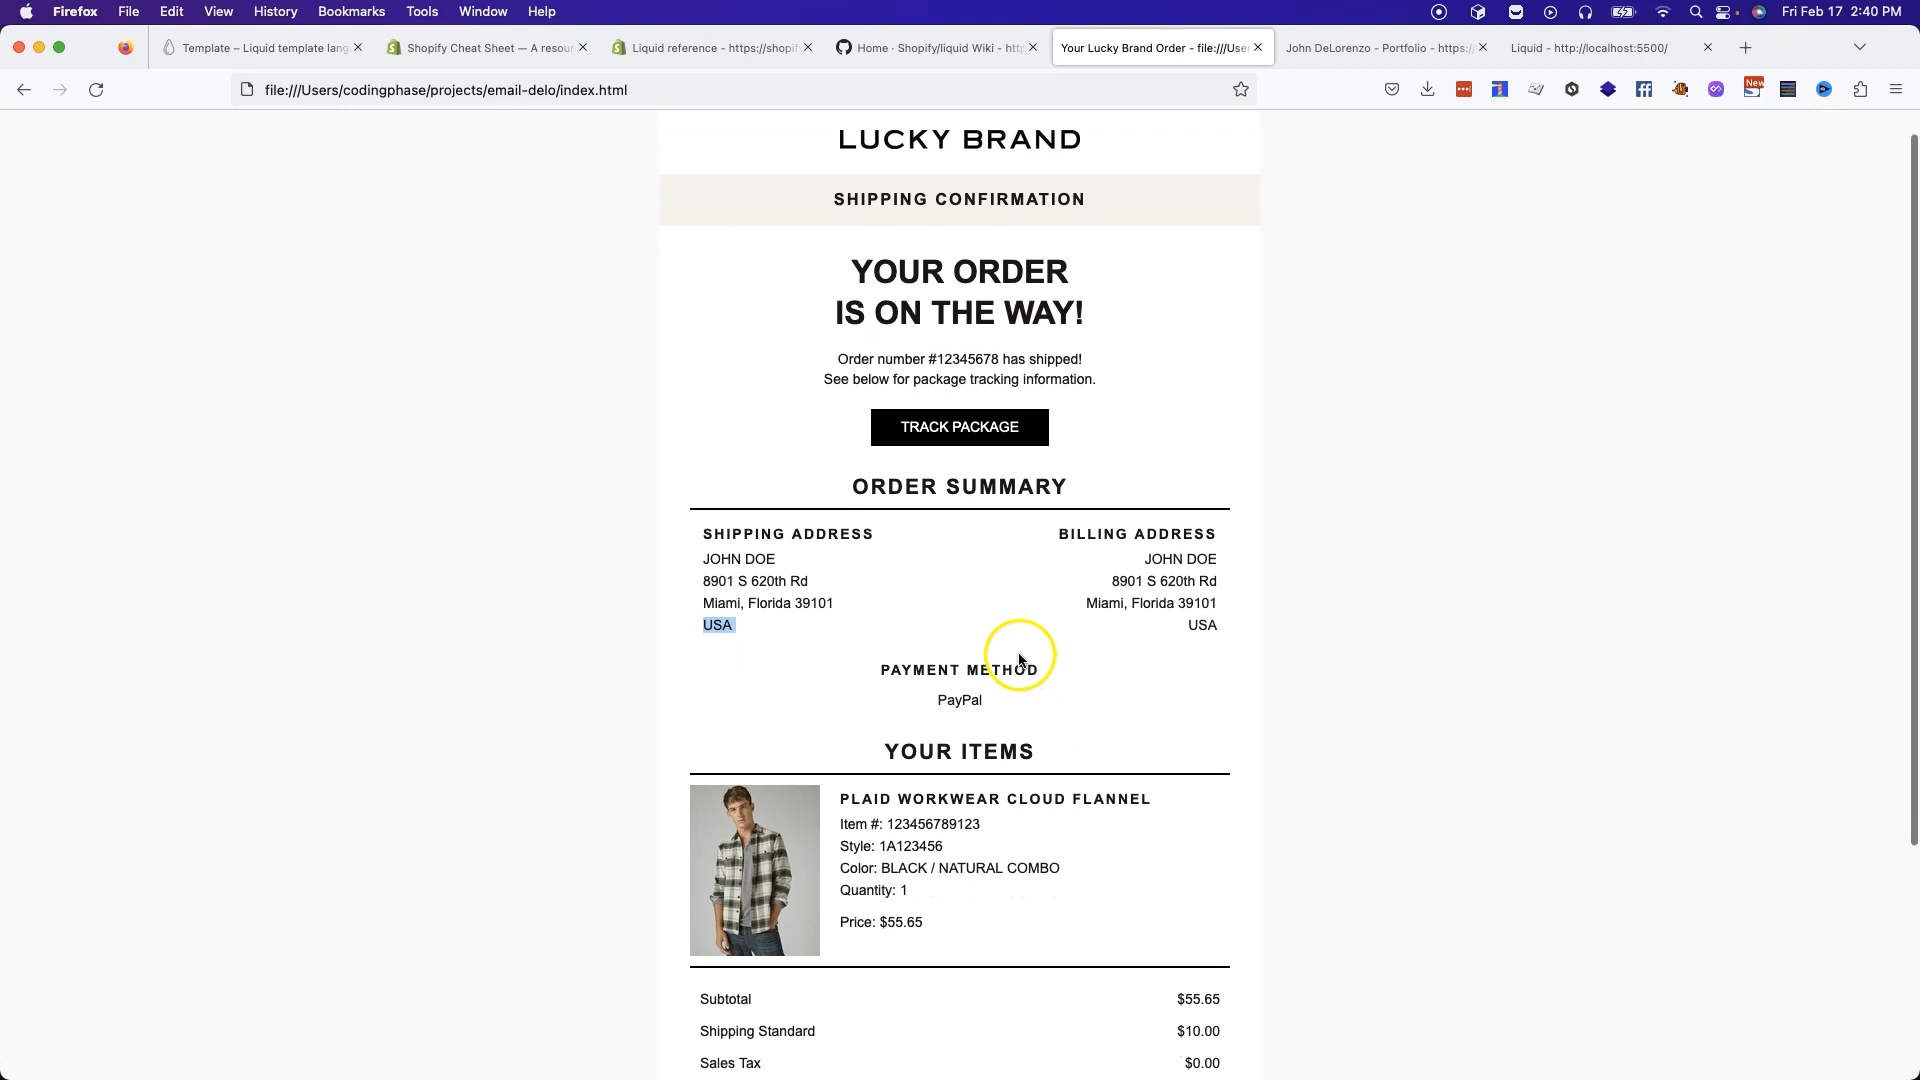 Firefox File Edit View History Bookmarks Tools Window Help Fri Feb 17 2:40 PM
Template – Liquid template lang
Shopify Cheat Sheet — A resour
Liquid reference - https://shopif
Home · Shopify/liquid Wiki - http
Your Lucky Brand Order - file:///User
John DeLorenzo - Portfolio - https:/
Liquid - http://localhost:5500/
file:///Users/codingphase/projects/email-delo/index.html
New
LUCKY BRAND
SHIPPING CONFIRMATION
YOUR ORDER
IS ON THE WAY!
Order number #12345678 has shipped!
See below for package tracking information.
TRACK PACKAGE
ORDER SUMMARY
SHIPPING ADDRESS
JOHN DOE
8901 S 620th Rd
Miami, Florida 39101
USA
BILLING ADDRESS
JOHN DOE
8901 S 620th Rd
Miami, Florida 39101
USA
PAYMENT METHOD
PayPal
YOUR ITEMS
PLAID WORKWEAR CLOUD FLANNEL
Item #: 123456789123
Style: 1A123456
Color: BLACK / NATURAL COMBO
Quantity: 1
Price: $55.65
Subtotal $55.65
Shipping Standard $10.00
Sales Tax $0.00